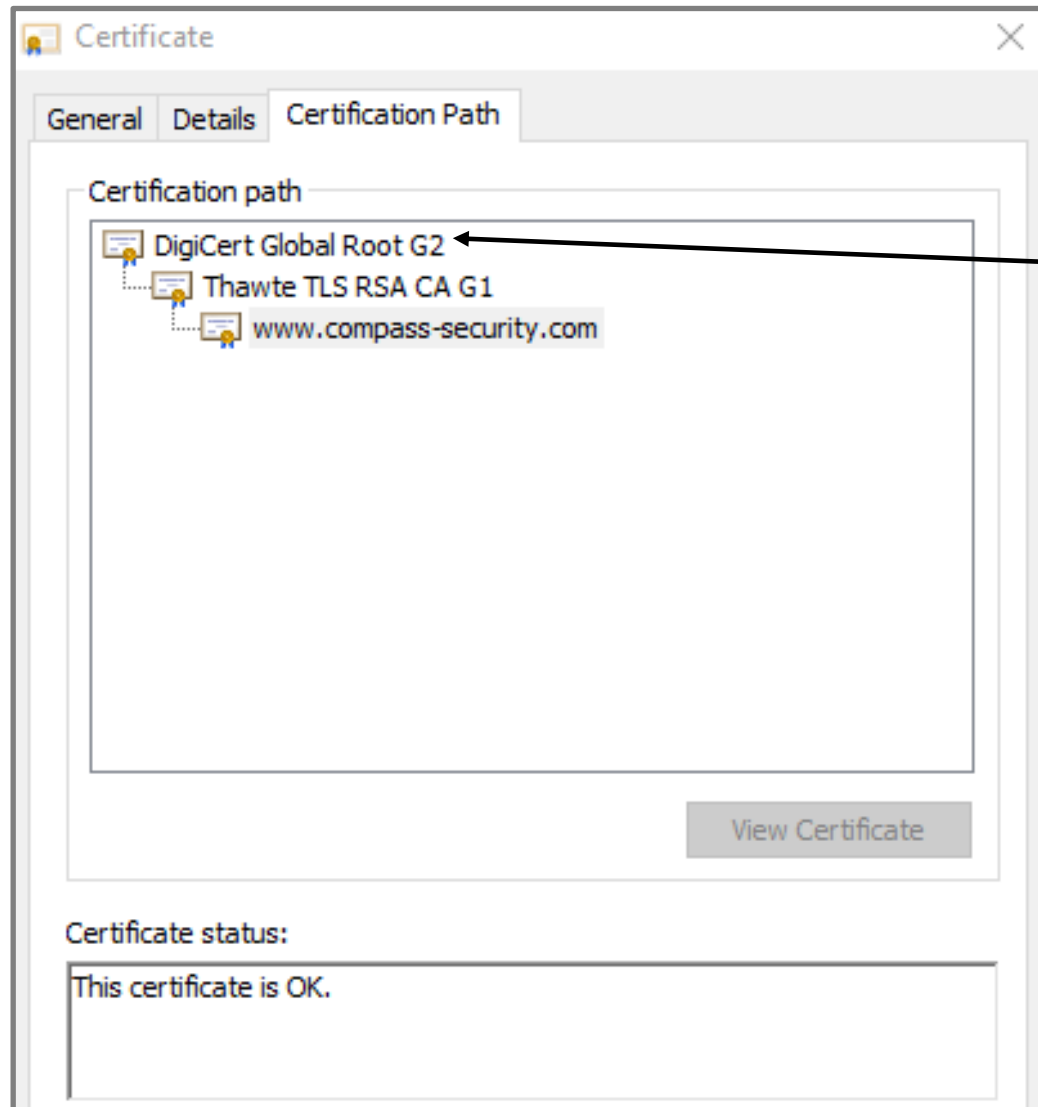 Certificate
General Details Certification Path
Certification path
DigiCert Global Root G2
Thawte TLS RSA CA G1
www.compass-security.com
View Certificate
Certificate status:
This certificate is OK.